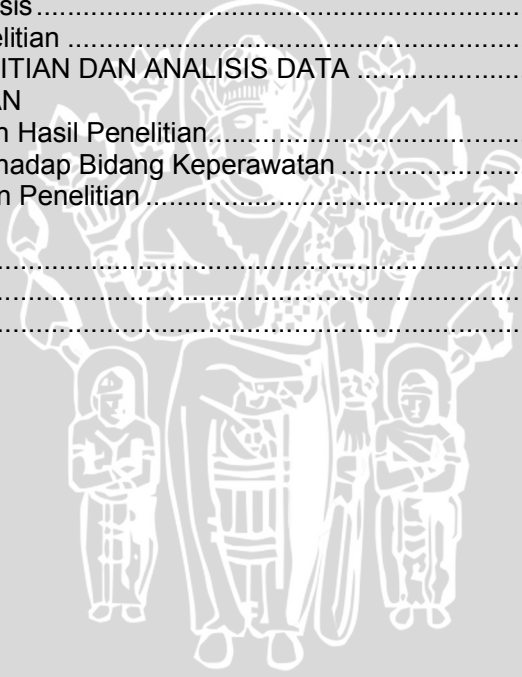 sis..............................................................
elitian .........................................................
ITIAN DAN ANALISIS DATA .......................
AN
n Hasil Penelitian...........................................
hadap Bidang Keperawatan .........................
m Penelitian ..................................................
....................................................................
....................................................................
....................................................................